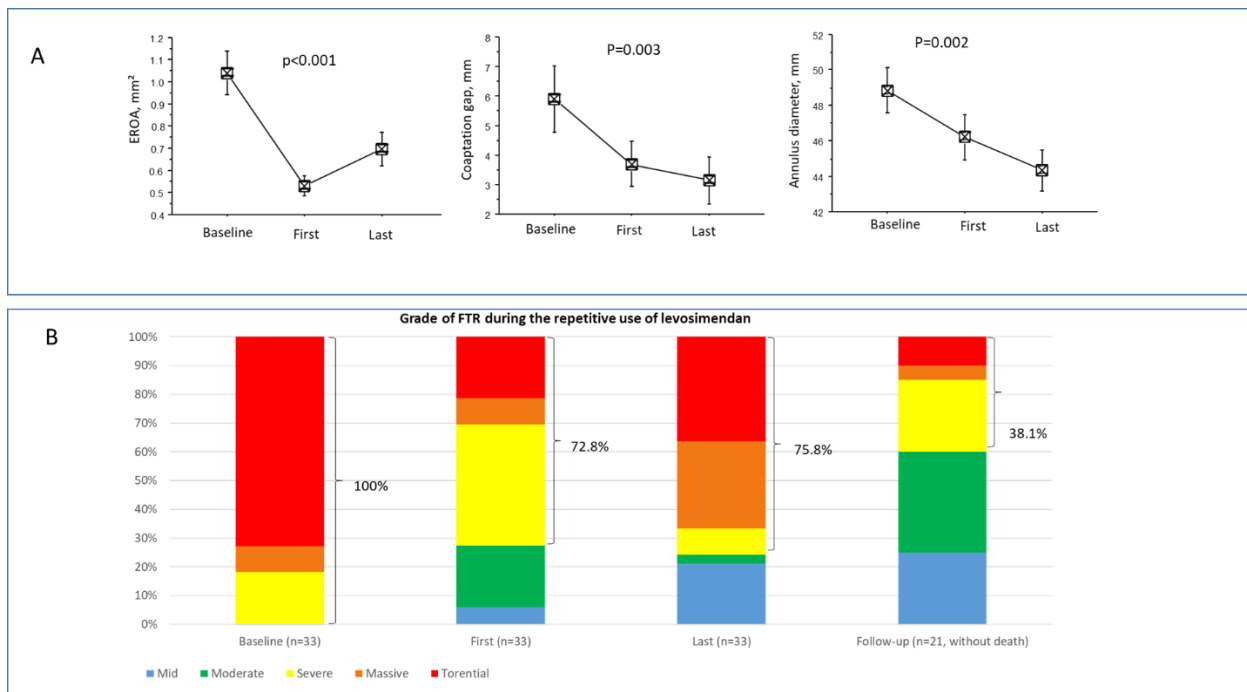 A
p<0.001
EROA, mm²
1.2
1.1
1.0
0.9
0.8
0.7
0.6
0.5
0.4
Baseline First Last
P=0.003
Coaptation gap, mm
8
7
6
5
4
3
2
Baseline First Last
P=0.002
Annulus diameter, mm
52
50
48
46
44
42
Baseline First Last
B
Grade of FTR during the repetitive use of levosimendan
100%
90%
80%
70%
60%
50%
40%
30%
20%
10%
0%
100%
72.8%
75.8%
38.1%
Baseline (n=33) First (n=33) Last (n=33) Follow-up (n=21, without death)
Mid Moderate Severe Massive Torential